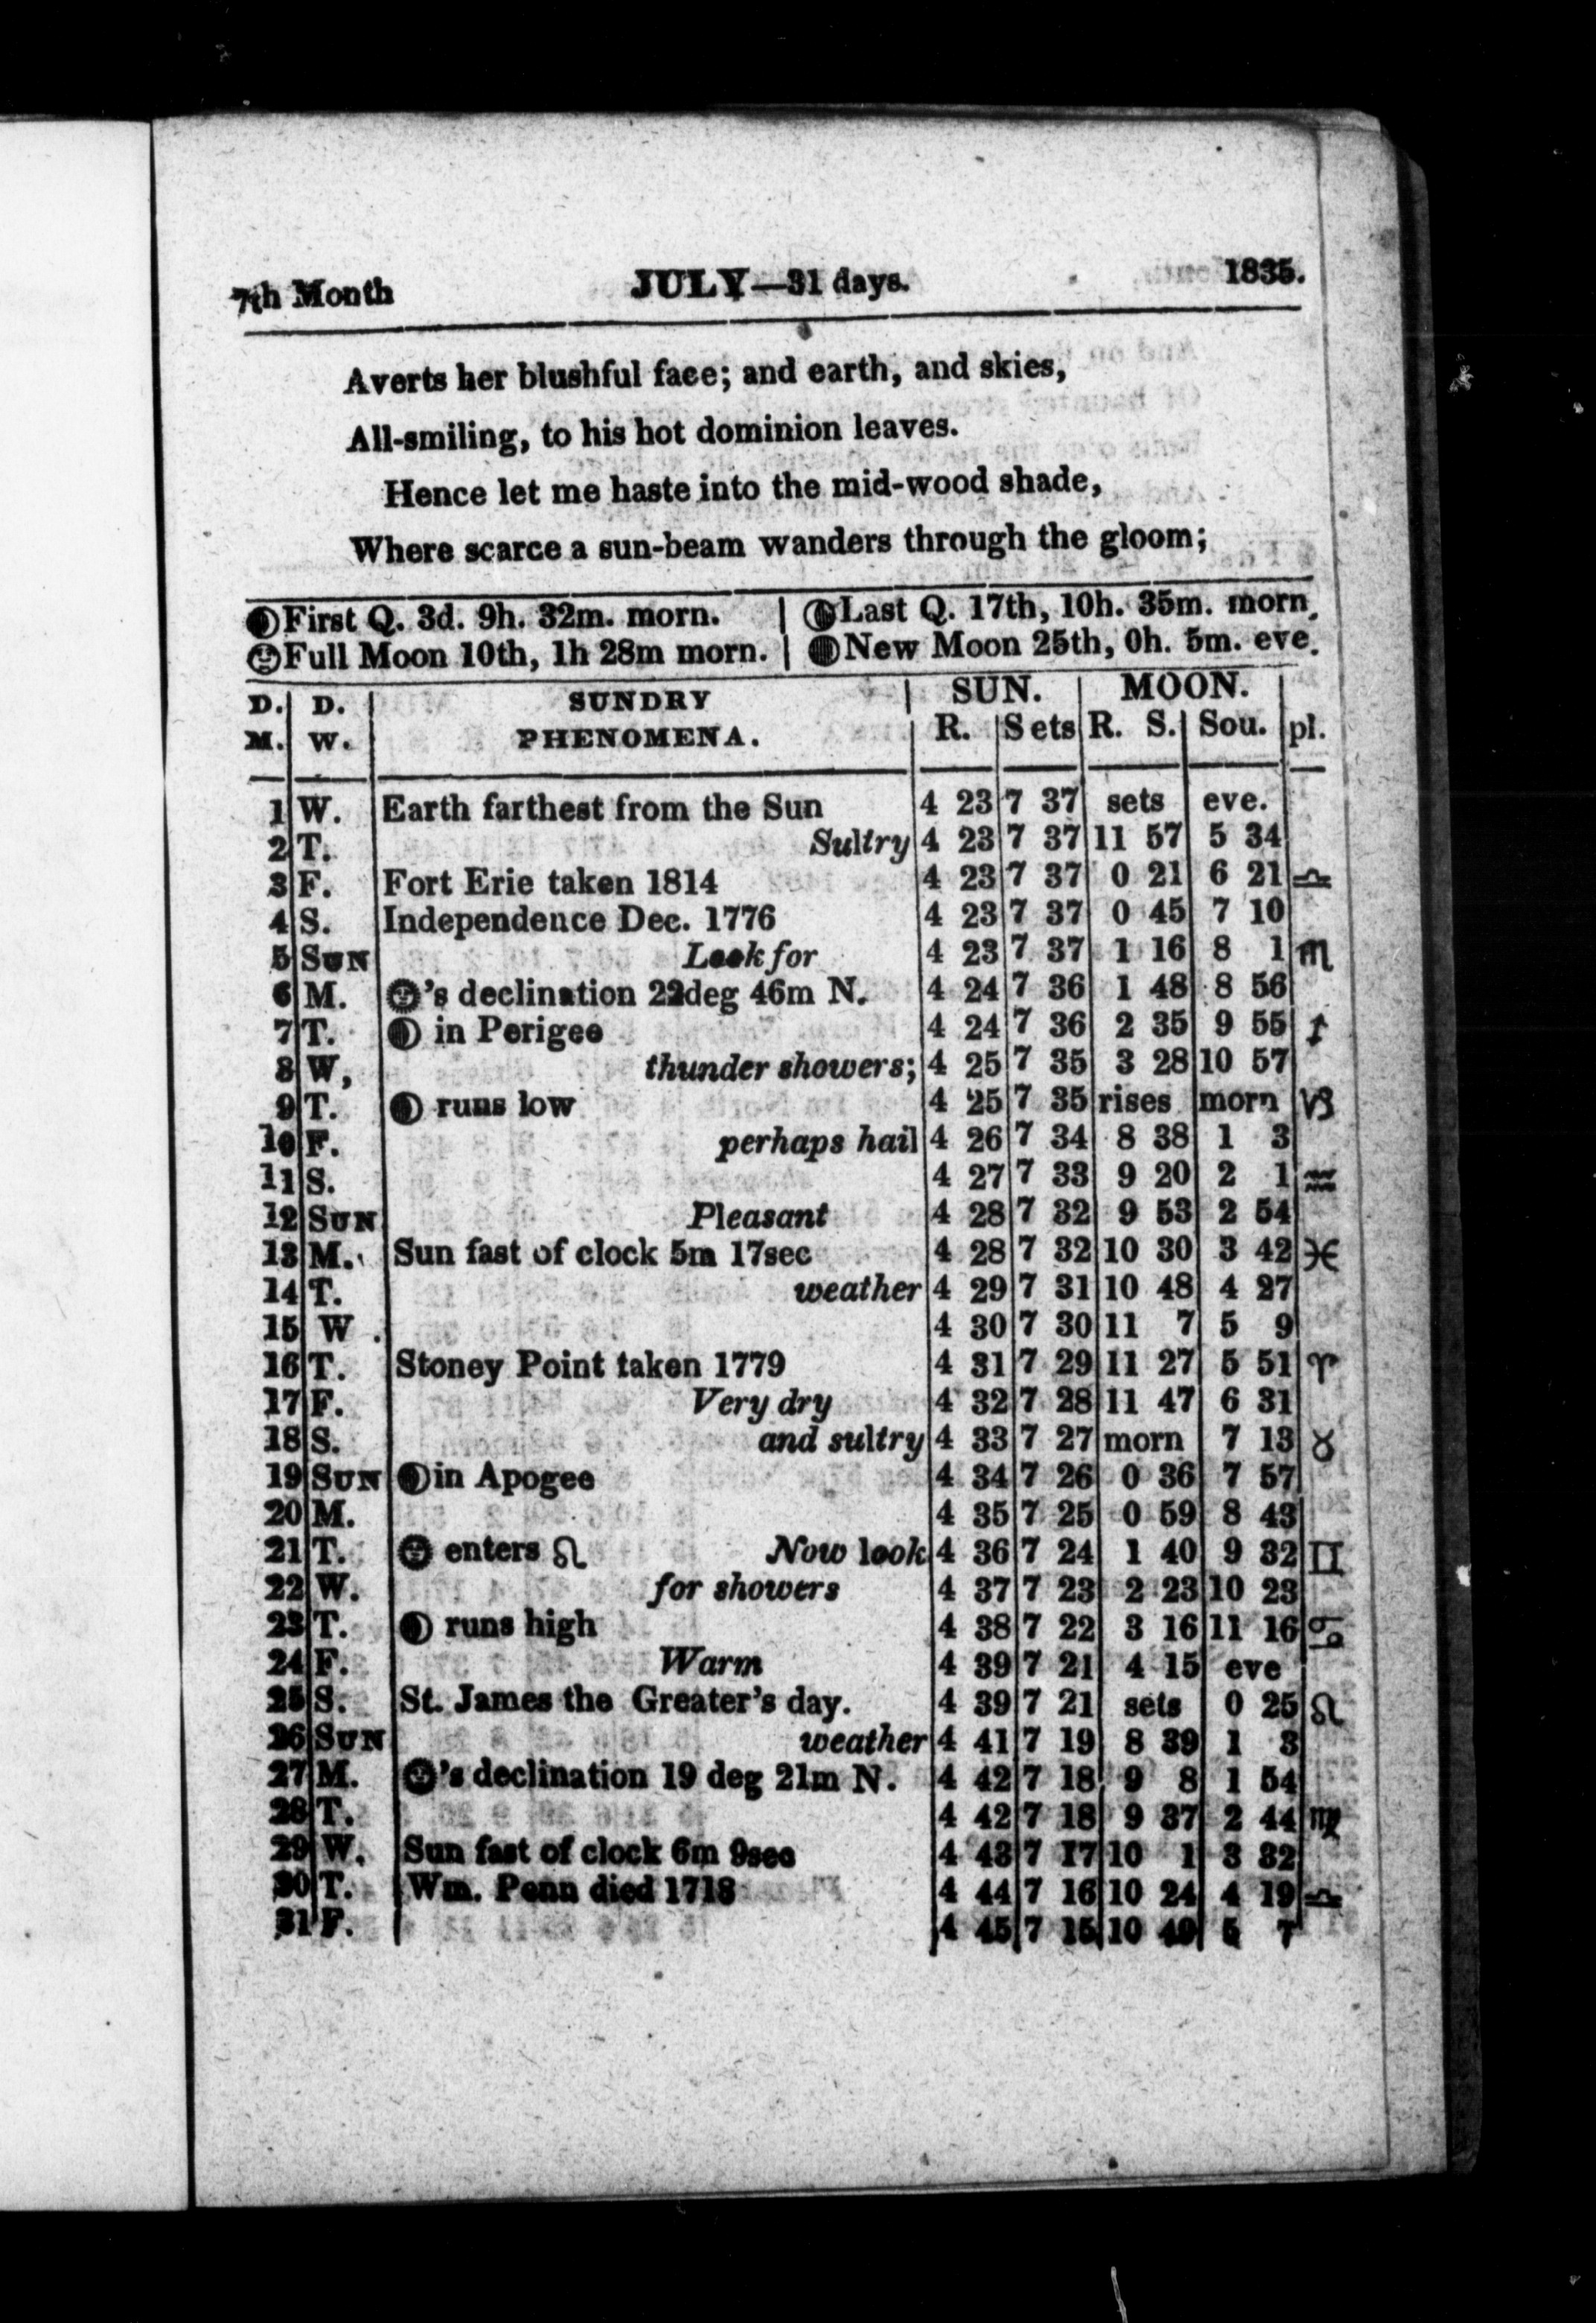 7th Month JULY—31 days. 1835.
Averts her blushful face; and earth, and skies,
All-smiling, to his hot dominion leaves.
Hence let me haste into the mid-wood shade,
Where scarce a sun-beam wanders through the gloom;
First Q. 3d. 9h. 32m. morn. | Last Q. 17th, 10h. 35m. morn.
Full Moon 10th, 1h 28m morn. | New Moon 25th, 0h. 5m. eve.
D. D. SUNDRY SUN. MOON.
M. W. PHENOMENA. R. Sets R. S. Sou. pl.
1 W. Earth farthest from the Sun 4 23 7 37 sets eve.
2 T. Sultry 4 23 7 37 11 57 5 34
3 F. Fort Erie taken 1814 4 23 7 37 0 21 6 21 ♎
4 S. Independence Dec. 1776 4 23 7 37 0 45 7 10
5 SUN Look for 4 23 7 37 1 16 8 1 ♏
6 M. ☉'s declination 22deg 46m N. 4 24 7 36 1 48 8 56
7 T. ☽ in Perigee 4 24 7 36 2 35 9 55 ♐
8 W, thunder showers; 4 25 7 35 3 28 10 57
9 T. ☽ runs low 4 25 7 35 rises morn ♑
10 F. perhaps hail 4 26 7 34 8 38 1 3
11 S. 4 27 7 33 9 20 2 1 ♒
12 SUN Pleasant 4 28 7 32 9 53 2 54
13 M. Sun fast of clock 5m 17sec 4 28 7 32 10 30 3 42 ♓
14 T. weather 4 29 7 31 10 48 4 27
15 W . 4 30 7 30 11 7 5 9
16 T. Stoney Point taken 1779 4 31 7 29 11 27 5 51 ♈
17 F. Very dry 4 32 7 28 11 47 6 31
18 S. and sultry 4 33 7 27 morn 7 13 ♉
19 SUN ☽ in Apogee 4 34 7 26 0 36 7 57
20 M. 4 35 7 25 0 59 8 43
21 T. ☉ enters ♌ Now look 4 36 7 24 1 40 9 32 ♊
22 W. for showers 4 37 7 23 2 23 10 23
23 T. ☽ runs high 4 38 7 22 3 16 11 16 ♋
24 F. Warm 4 39 7 21 4 15 eve
25 S. St. James the Greater's day. 4 39 7 21 sets 0 25 ♌
26 SUN weather 4 41 7 19 8 39 1 3
27 M. ☉'s declination 19 deg 21m N. 4 42 7 18 9 8 1 54
28 T. 4 42 7 18 9 37 2 44 ♍
29 W. Sun fast of clock 6m 9sec 4 43 7 17 10 1 3 32
30 T. Wm. Penn died 1718 4 44 7 16 10 24 4 19 ♎
31 F. 4 45 7 15 10 49 5 7